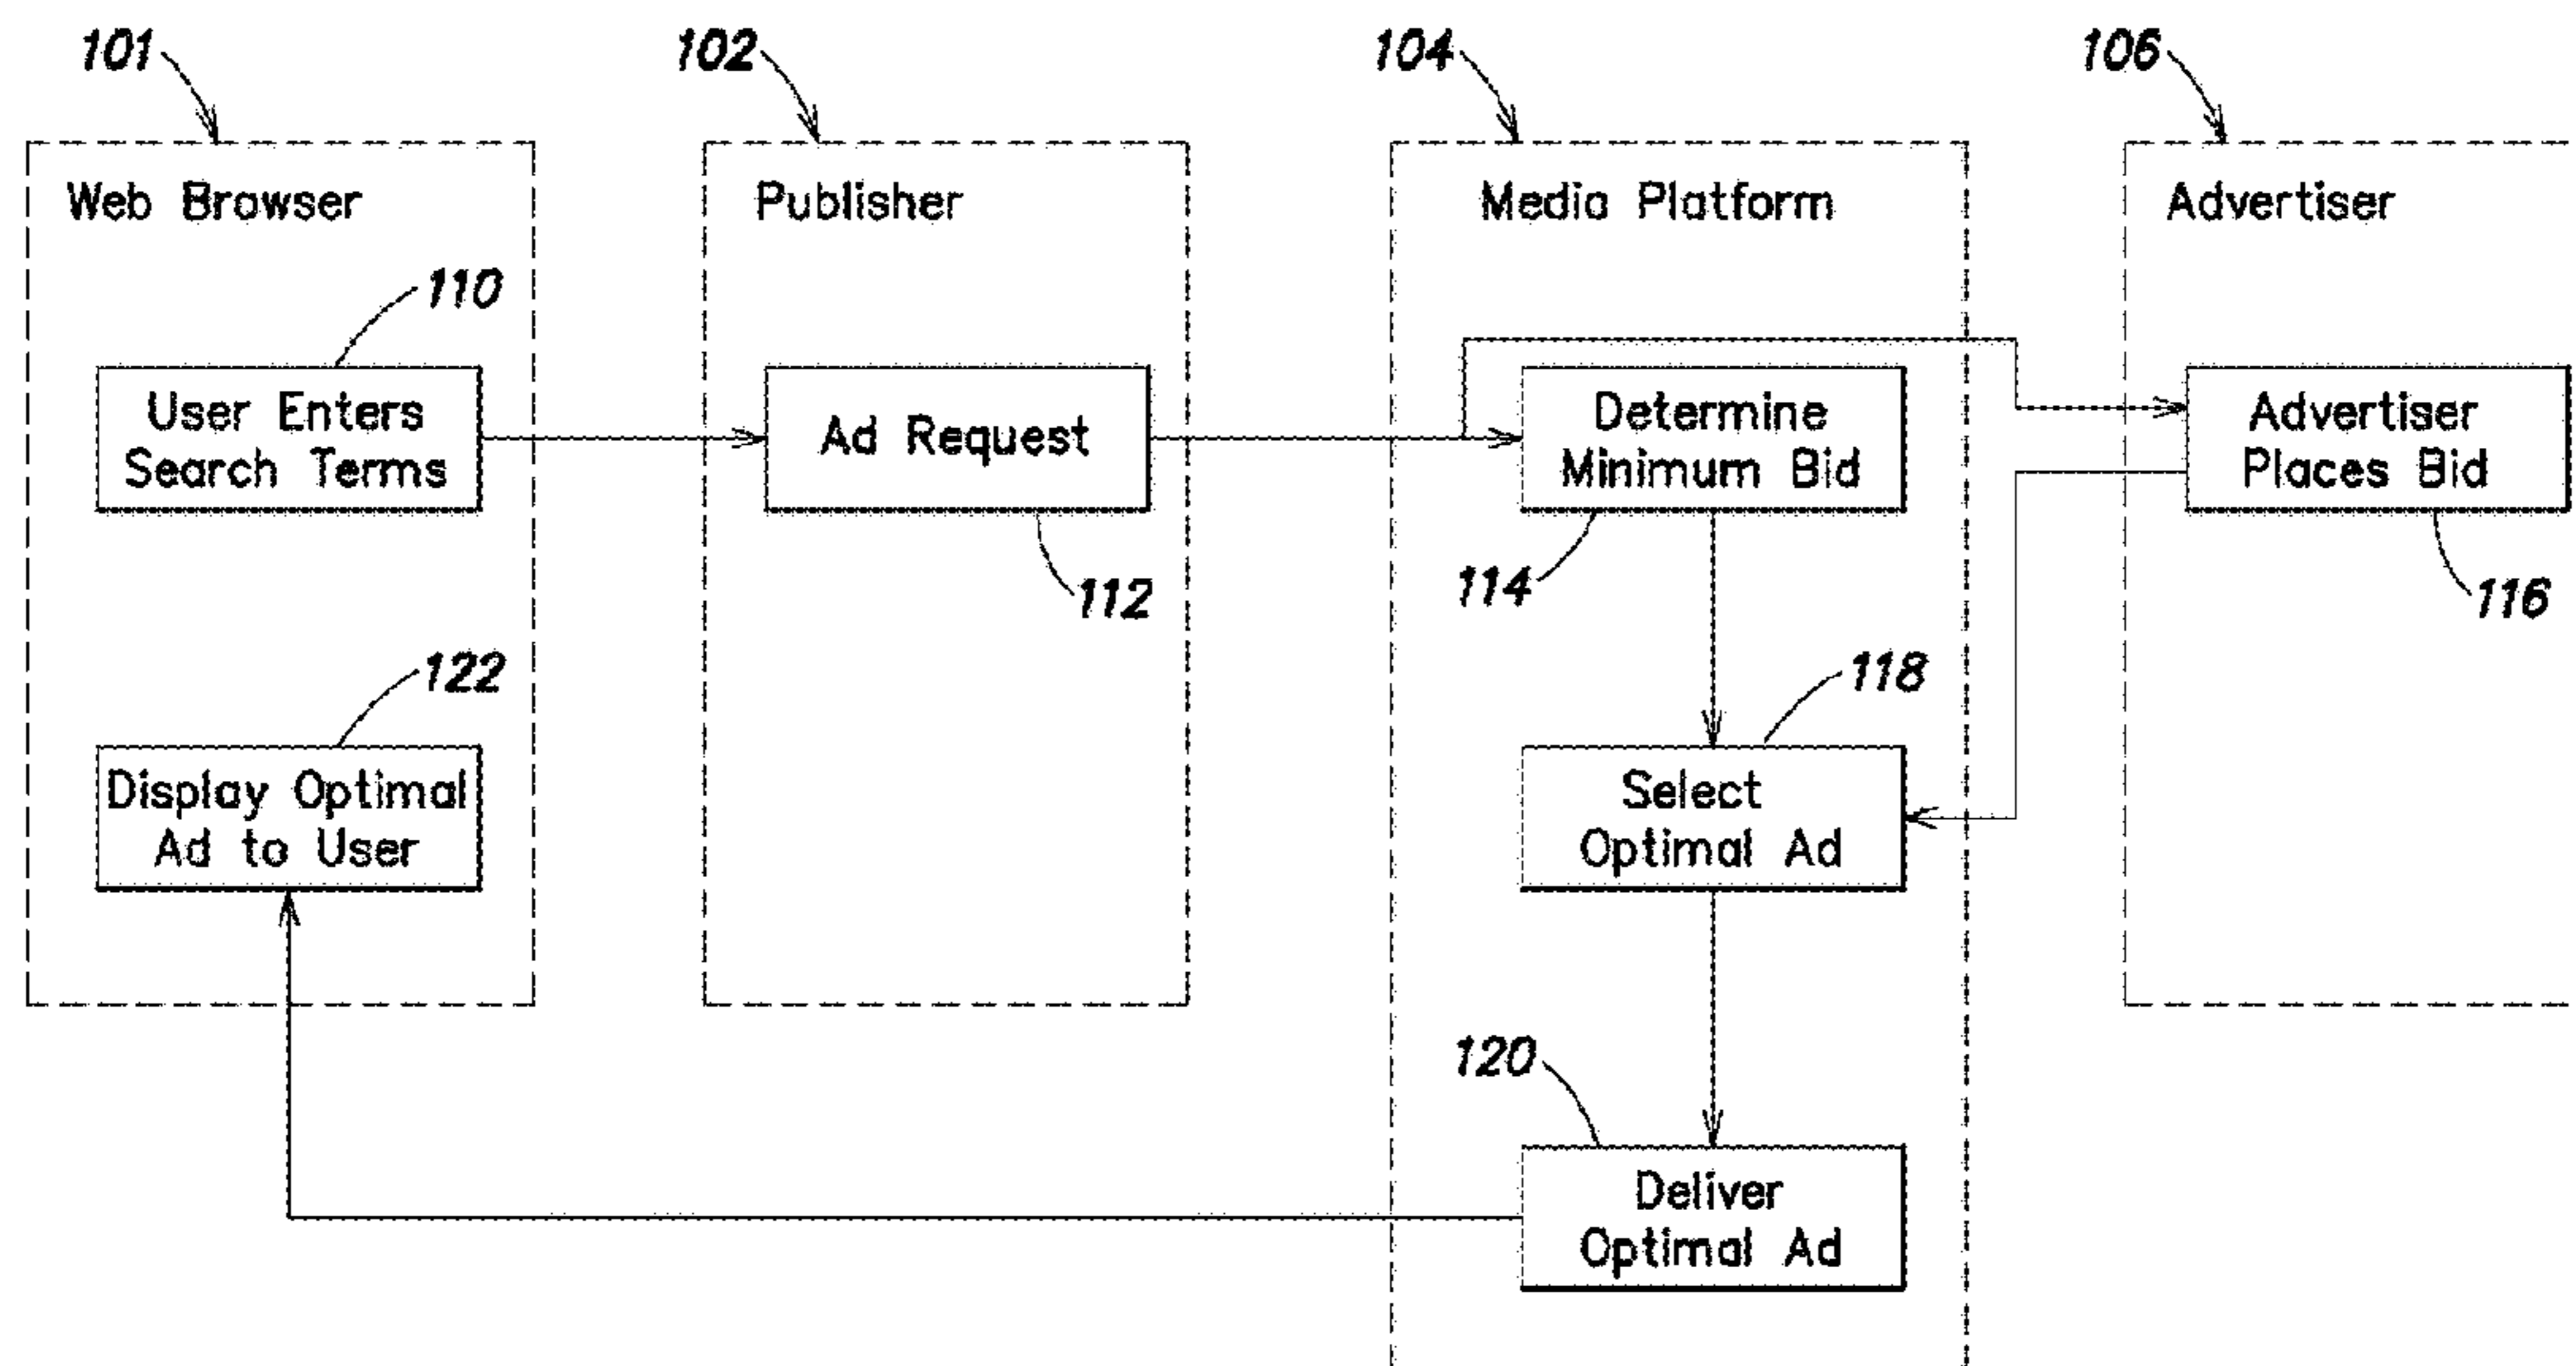 101
102
104
106
Web Browser
Publisher
Media Platform
Advertiser
110
User Enters
Search Terms
Ad Request
112
Determine
Minimum Bid
114
Advertiser
Places Bid
116
122
Display Optimal
Ad to User
118
Select
Optimal Ad
120
Deliver
Optimal Ad